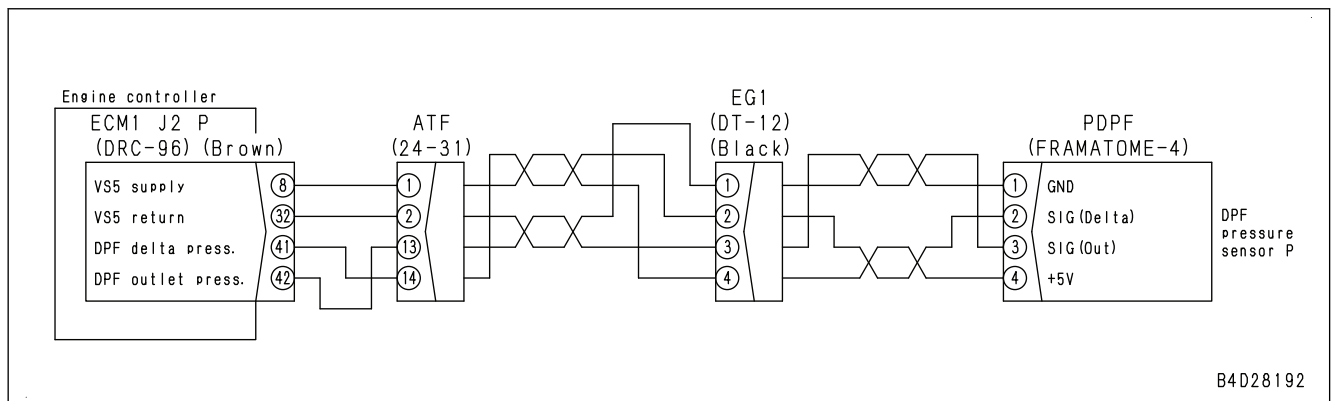 Engine controller
ECM1 J2 P
(DRC-96) (Brown)
VS5 supply 8
VS5 return 32
DPF delta press. 41
DPF outlet press. 42
ATF
(24-31)
1
2
13
14
EG1
(DT-12)
(Black)
1
2
3
4
PDPF
(FRAMATOME-4)
1 GND
2 SIG(Delta)
3 SIG(Out)
4 +5V
DPF
pressure
sensor P
B4D28192